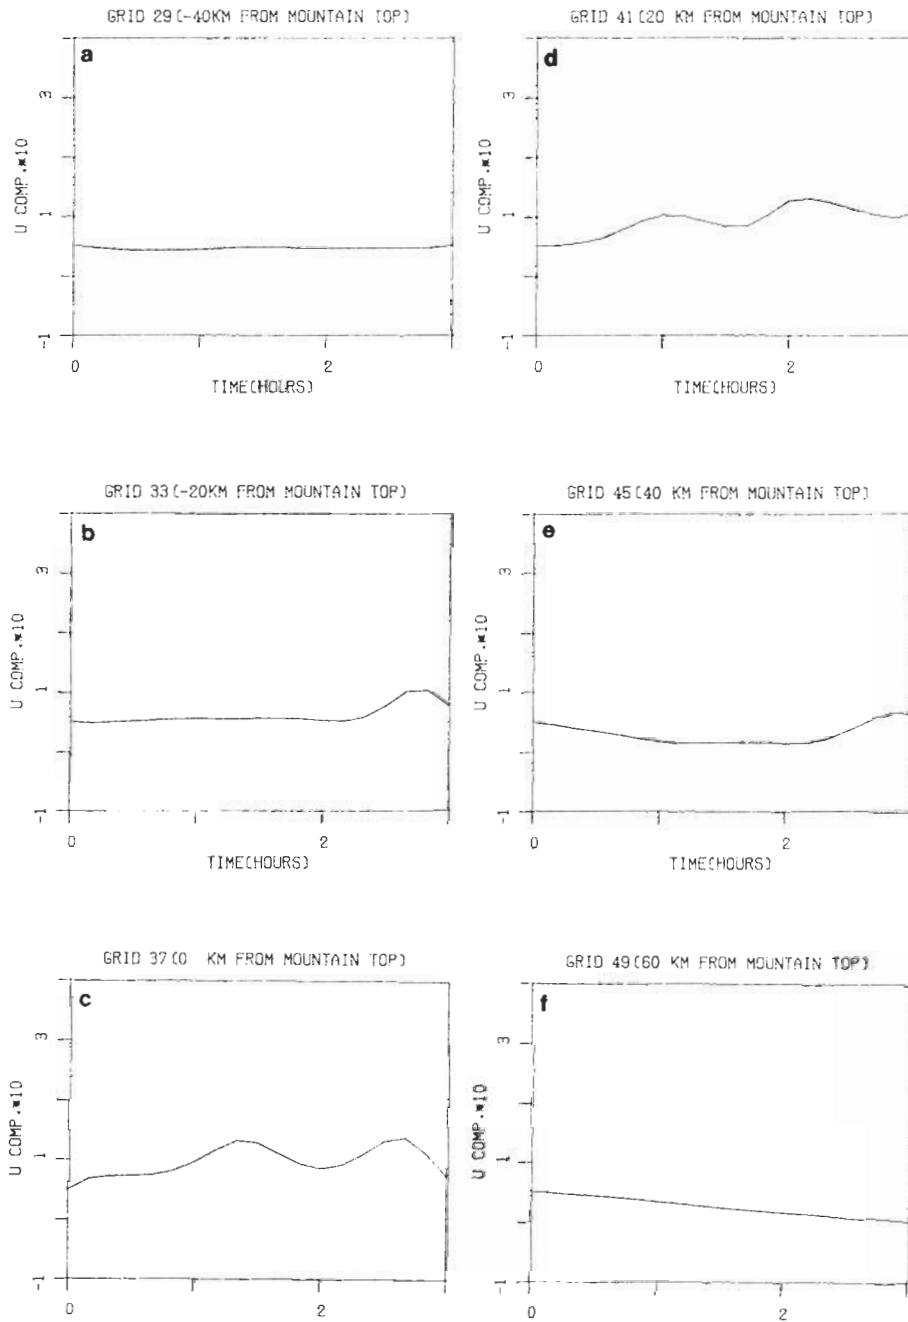 GRID 29(-40KM FROM MOUNTAIN TOP)
a
3
1
-1
U COMP.*10
0
2
TIME(HOURS)
GRID 33(-20KM FROM MOUNTAIN TOP)
b
3
1
-1
U COMP.*10
0
2
TIME(HOURS)
GRID 37(0 KM FROM MOUNTAIN TOP)
c
3
1
-1
U COMP.*10
0
2
GRID 41(20 KM FROM MOUNTAIN TOP)
d
3
1
-1
U COMP.*10
0
2
TIME(HOURS)
GRID 45(40 KM FROM MOUNTAIN TOP)
e
3
1
-1
U COMP.*10
0
2
TIME(HOURS)
GRID 49(60 KM FROM MOUNTAIN TOP)
f
3
1
-1
U COMP.*10
0
2